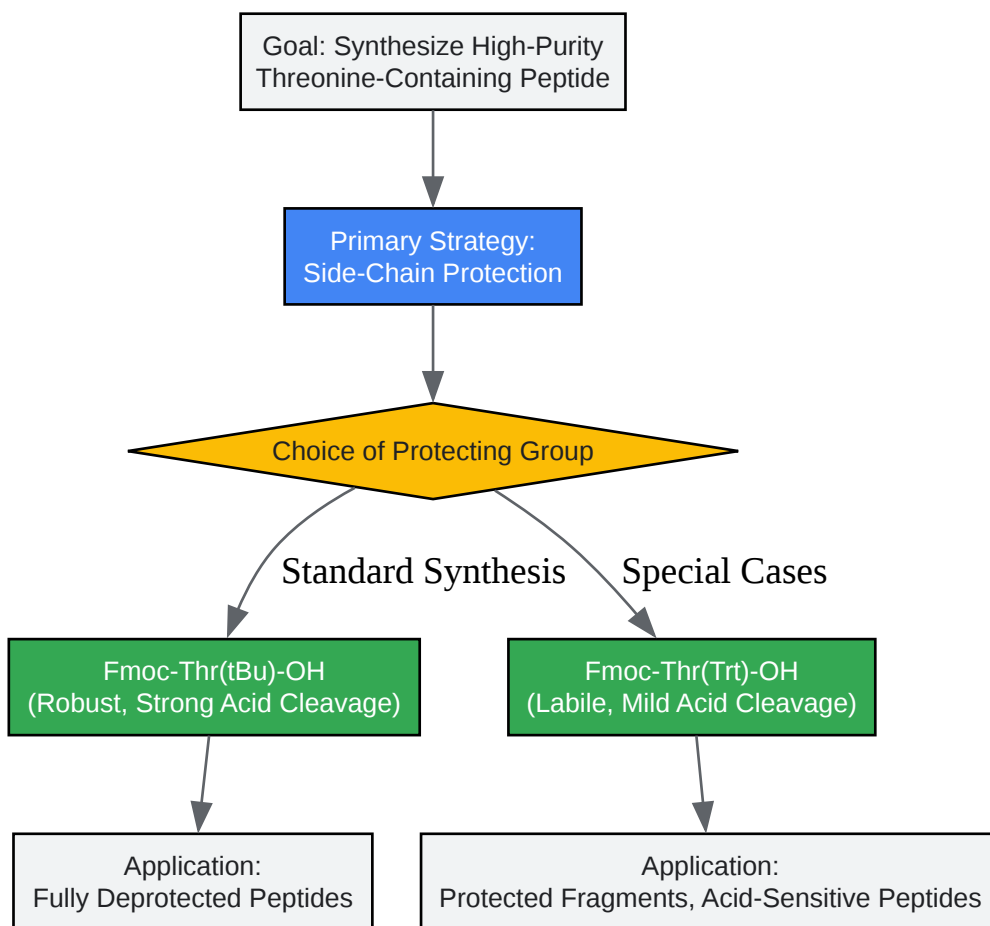 Goal: Synthesize High-Purity
Threonine-Containing Peptide
Primary Strategy:
Side-Chain Protection
Choice of Protecting Group
Standard Synthesis
Special Cases
Fmoc-Thr(tBu)-OH
(Robust, Strong Acid Cleavage)
Fmoc-Thr(Trt)-OH
(Labile, Mild Acid Cleavage)
Application:
Fully Deprotected Peptides
Application:
Protected Fragments, Acid-Sensitive Peptides